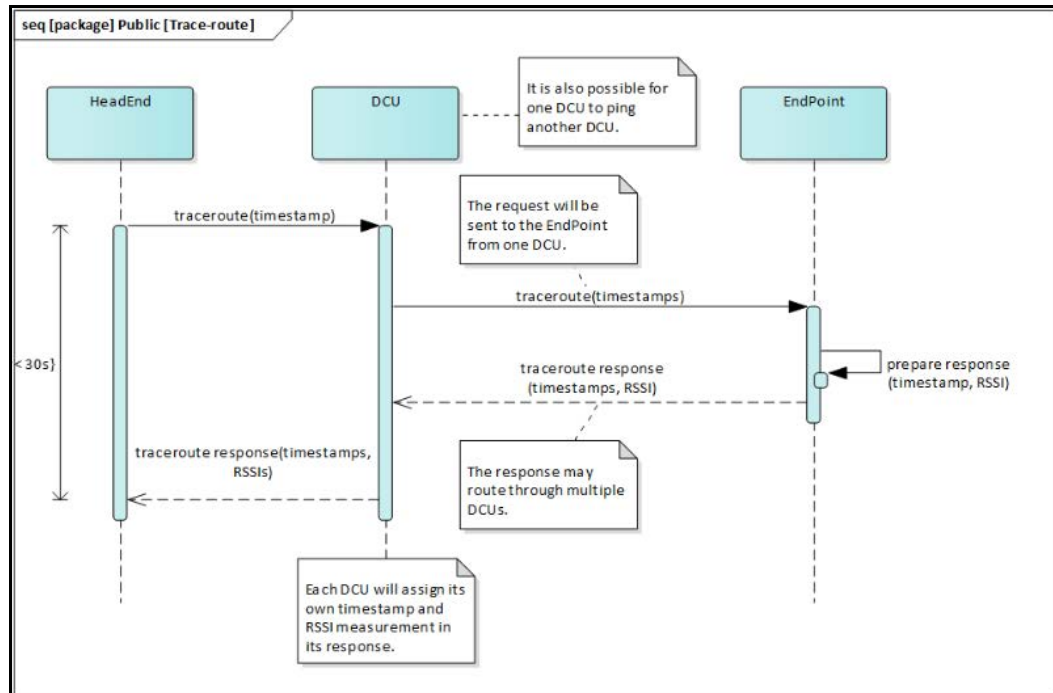 seq [package] Public [Trace-route]
HeadEnd
DCU
It is also possible for
one DCU to ping
another DCU.
EndPoint
traceroute(timestamp)
The request will be
sent to the EndPoint
from one DCU.
traceroute(timestamps)
< 30s}
traceroute response
(timestamps, RSSI)
prepare response
(timestamp, RSSI)
traceroute response(timestamps,
RSSIs)
The response may
route through multiple
DCUs.
Each DCU will assign its
own timestamp and
RSSI measurement in
its response.